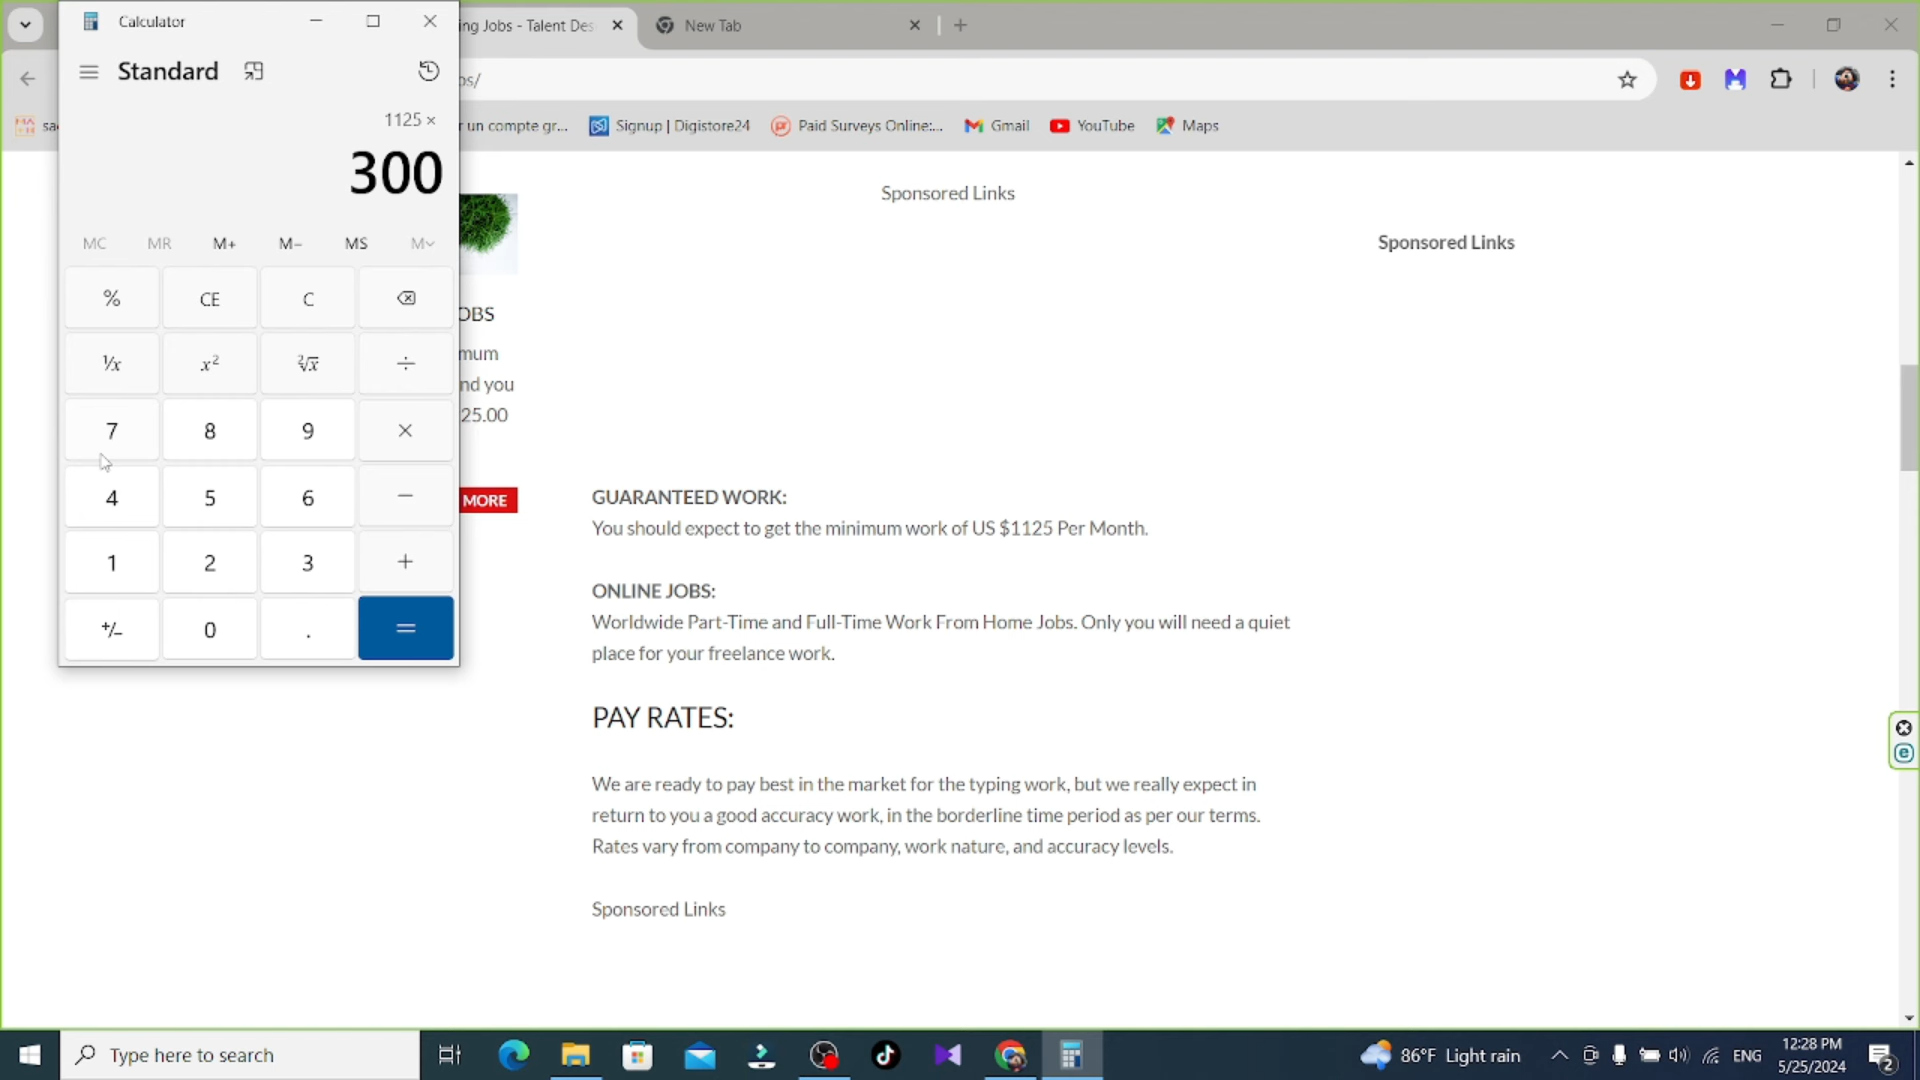 Calculator
ing Jobs - Talent Des
New Tab
Standard
bs/
1125 ×
300
sa
r un compte gr...
Signup | Digistore24
Paid Surveys Online:...
Gmail
YouTube
Maps
MC MR M+ M− MS M
% CE C
⅟x x² ²√x ÷
7 8 9 ×
4 5 6 −
1 2 3 +
+/− 0 . =
OBS
mum
nd you
25.00
MORE
Sponsored Links
Sponsored Links
GUARANTEED WORK:
You should expect to get the minimum work of US $1125 Per Month.
ONLINE JOBS:
Worldwide Part-Time and Full-Time Work From Home Jobs. Only you will need a quiet
place for your freelance work.
PAY RATES:
We are ready to pay best in the market for the typing work, but we really expect in
return to you a good accuracy work, in the borderline time period as per our terms.
Rates vary from company to company, work nature, and accuracy levels.
Sponsored Links
Type here to search
86°F Light rain
ENG
12:28 PM
5/25/2024
2